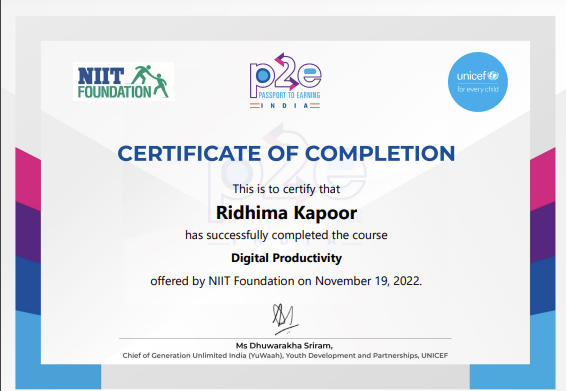 NIIT
FOUNDATION
p2e
PASSPORT TO EARNING
INDIA
unicef
for every child
CERTIFICATE OF COMPLETION
This is to certify that
Ridhima Kapoor
has successfully completed the course
Digital Productivity
offered by NIIT Foundation on November 19, 2022.
Ms Dhuwarakha Sriram,
Chief of Generation Unlimited India (YuWaah), Youth Development and Partnerships, UNICEF